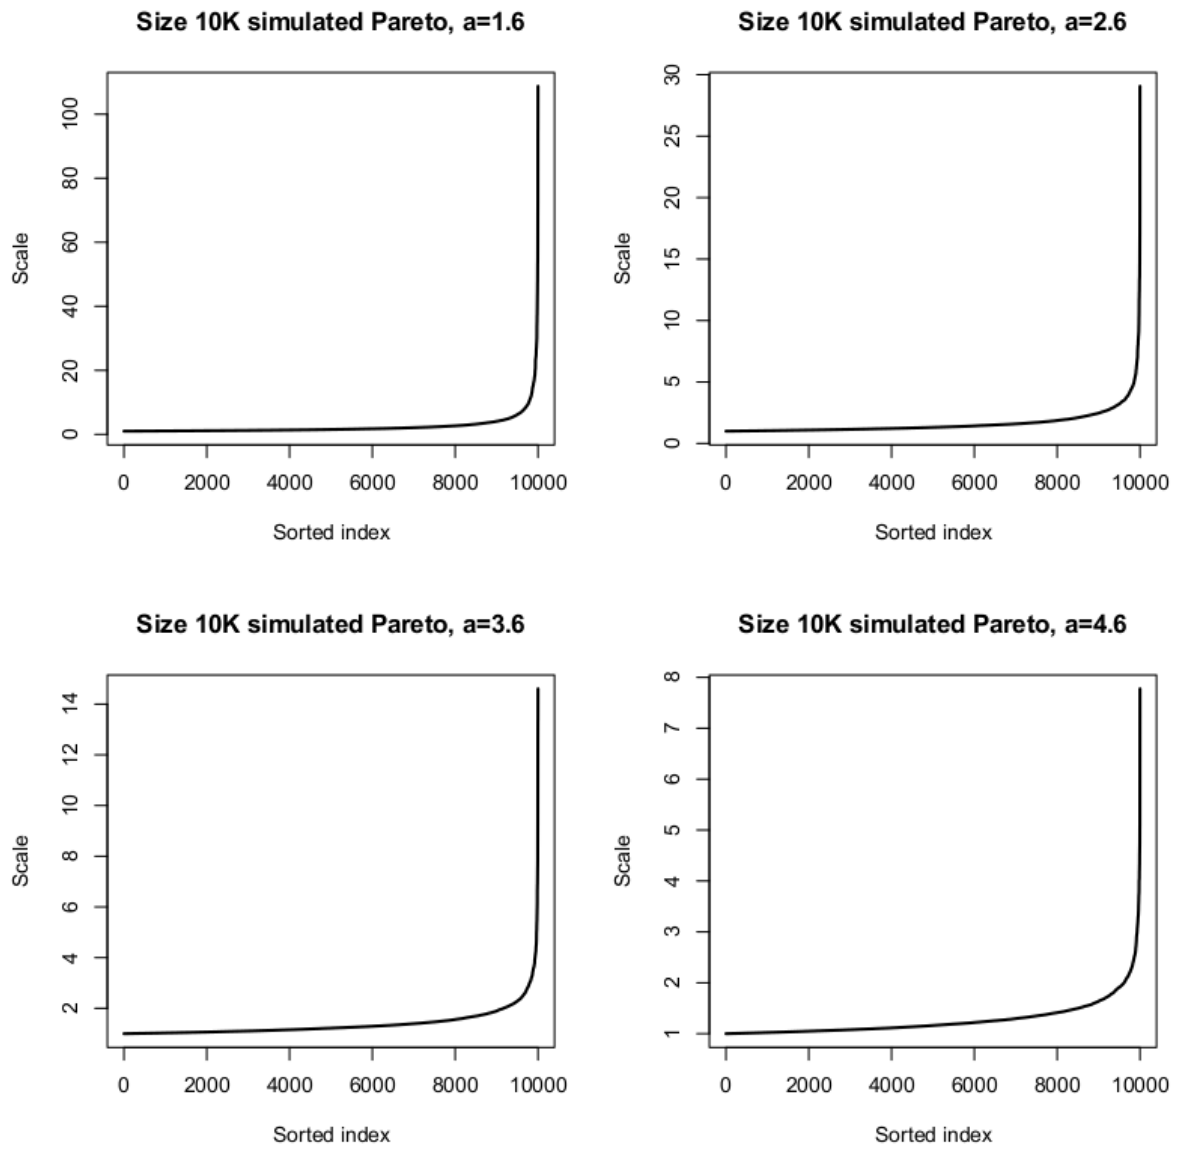 Size 10K simulated Pareto, a=1.6
Scale
100
80
60
40
20
0
0 2000 4000 6000 8000 10000
Sorted index
Size 10K simulated Pareto, a=2.6
Scale
30
25
20
15
10
5
0
0 2000 4000 6000 8000 10000
Sorted index
Size 10K simulated Pareto, a=3.6
Scale
14
12
10
8
6
4
2
0 2000 4000 6000 8000 10000
Sorted index
Size 10K simulated Pareto, a=4.6
Scale
8
7
6
5
4
3
2
1
0 2000 4000 6000 8000 10000
Sorted index